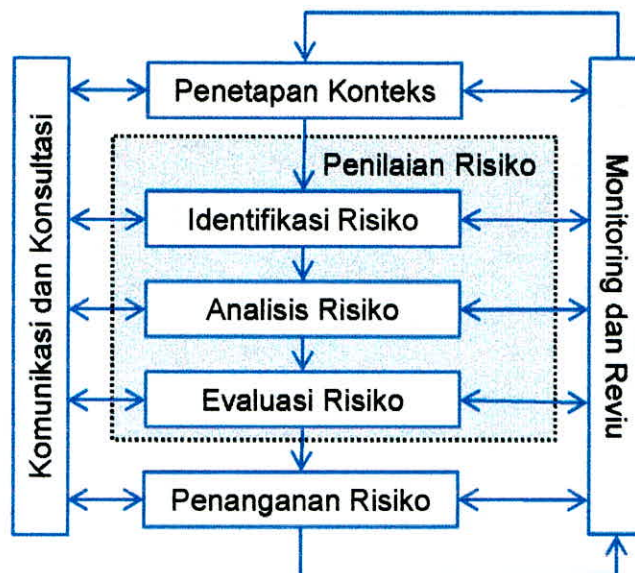 Penetapan Konteks
Komunikasi dan Konsultasi
Penilaian Risiko
Identifikasi Risiko
Analisis Risiko
Evaluasi Risiko
Penanganan Risiko
Monitoring dan Reviu